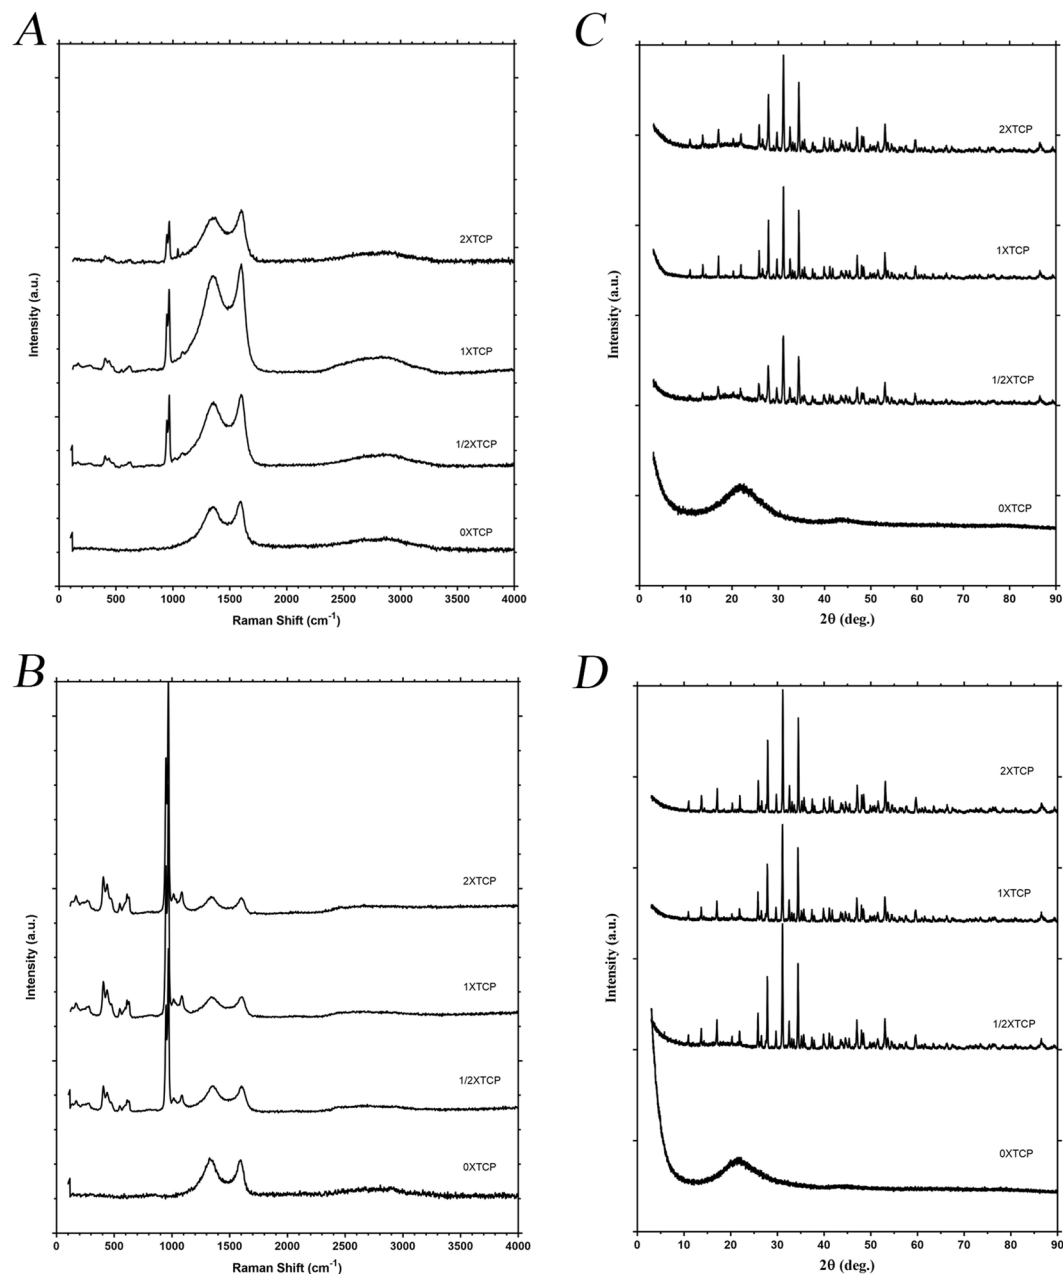 A
Intensity (a.u.)
2XTCP
1XTCP
1/2XTCP
0XTCP
0 500 1000 1500 2000 2500 3000 3500 4000
Raman Shift (cm-1)
C
Intensity (a.u.)
2XTCP
1XTCP
1/2XTCP
0XTCP
0 10 20 30 40 50 60 70 80 90
2θ (deg.)
B
Intensity (a.u.)
2XTCP
1XTCP
1/2XTCP
0XTCP
0 500 1000 1500 2000 2500 3000 3500 4000
Raman Shift (cm-1)
D
Intensity (a.u.)
2XTCP
1XTCP
1/2XTCP
0XTCP
0 10 20 30 40 50 60 70 80 90
2θ (deg.)